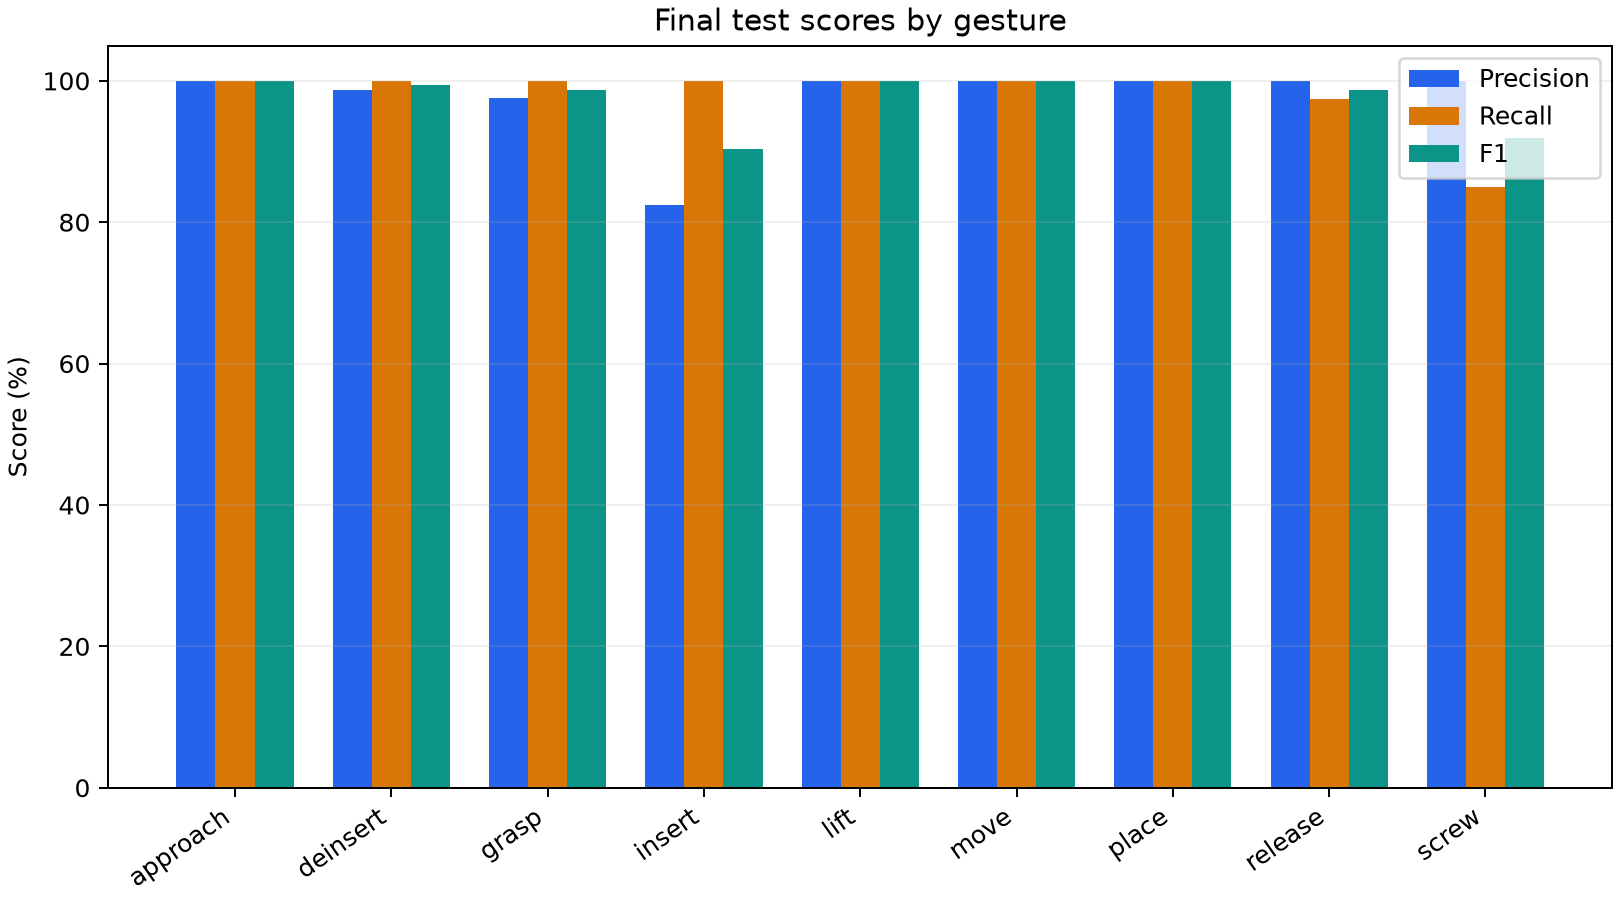 Final test scores by gesture
Score (%)
100
80
60
40
20
0
Precision
Recall
F1
approach
deinsert
grasp
insert
lift
move
place
release
screw